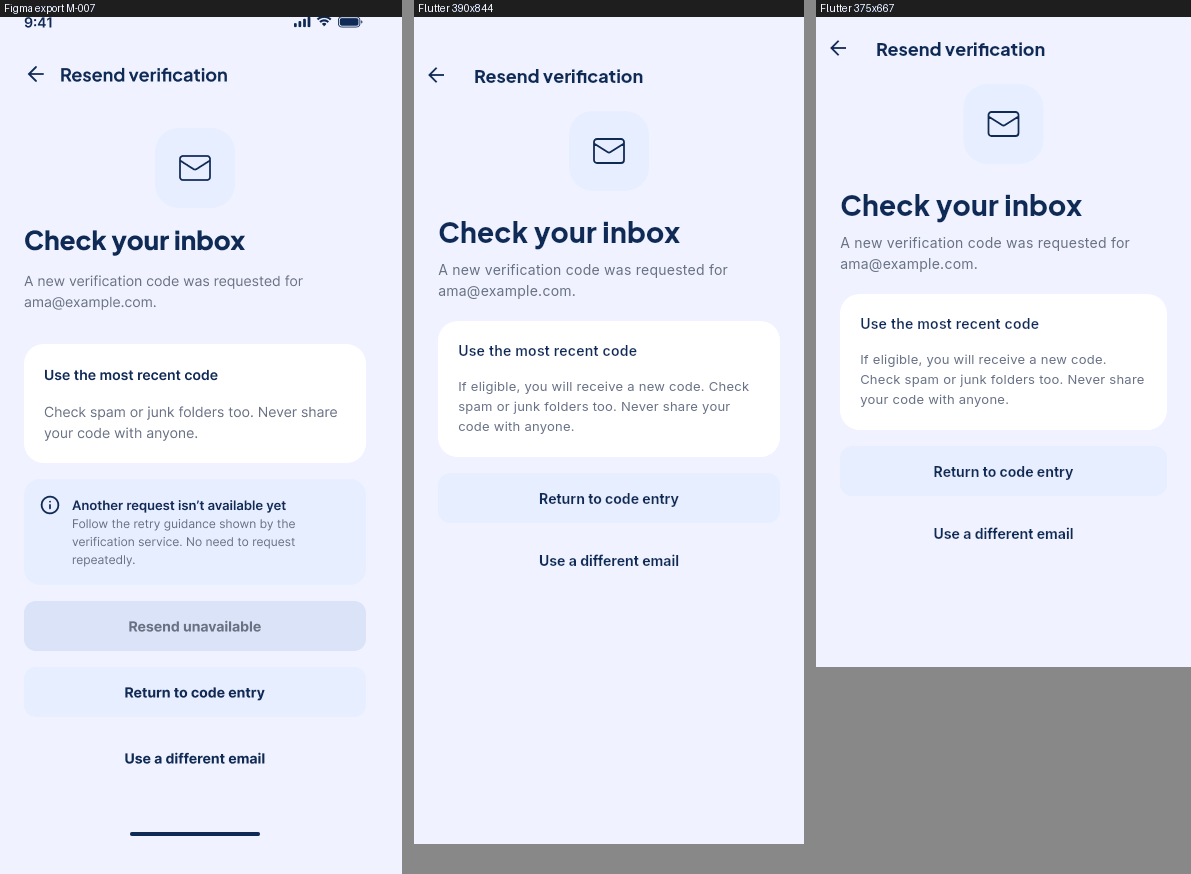 Figma export M-007
9:41
Resend verification
Check your inbox
A new verification code was requested for
ama@example.com.
Use the most recent code
Check spam or junk folders too. Never share
your code with anyone.
Another request isn’t available yet
Follow the retry guidance shown by the
verification service. No need to request
repeatedly.
Resend unavailable
Return to code entry
Use a different email
Flutter 390x844
Resend verification
Check your inbox
A new verification code was requested for
ama@example.com.
Use the most recent code
If eligible, you will receive a new code. Check
spam or junk folders too. Never share your
code with anyone.
Return to code entry
Use a different email
Flutter 375x667
Resend verification
Check your inbox
A new verification code was requested for
ama@example.com.
Use the most recent code
If eligible, you will receive a new code.
Check spam or junk folders too. Never share
your code with anyone.
Return to code entry
Use a different email